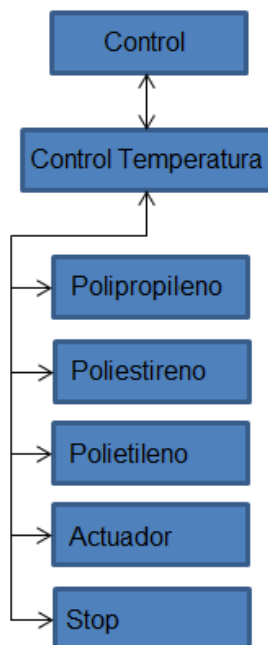 Control
Control Temperatura
Polipropileno
Poliestireno
Polietileno
Actuador
Stop